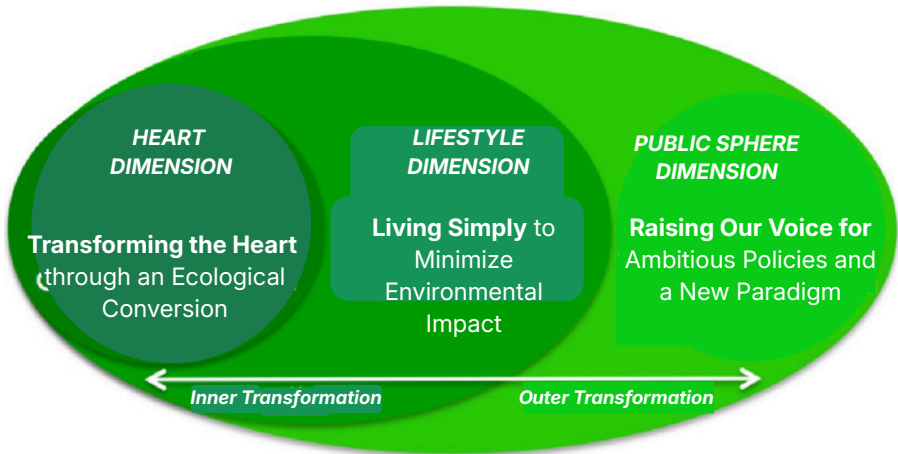 HEART
DIMENSION
Transforming the Heart
through an Ecological
Conversion
LIFESTYLE
DIMENSION
Living Simply to
Minimize
Environmental
Impact
PUBLIC SPHERE
DIMENSION
Raising Our Voice for
Ambitious Policies and
a New Paradigm
Inner Transformation
Outer Transformation